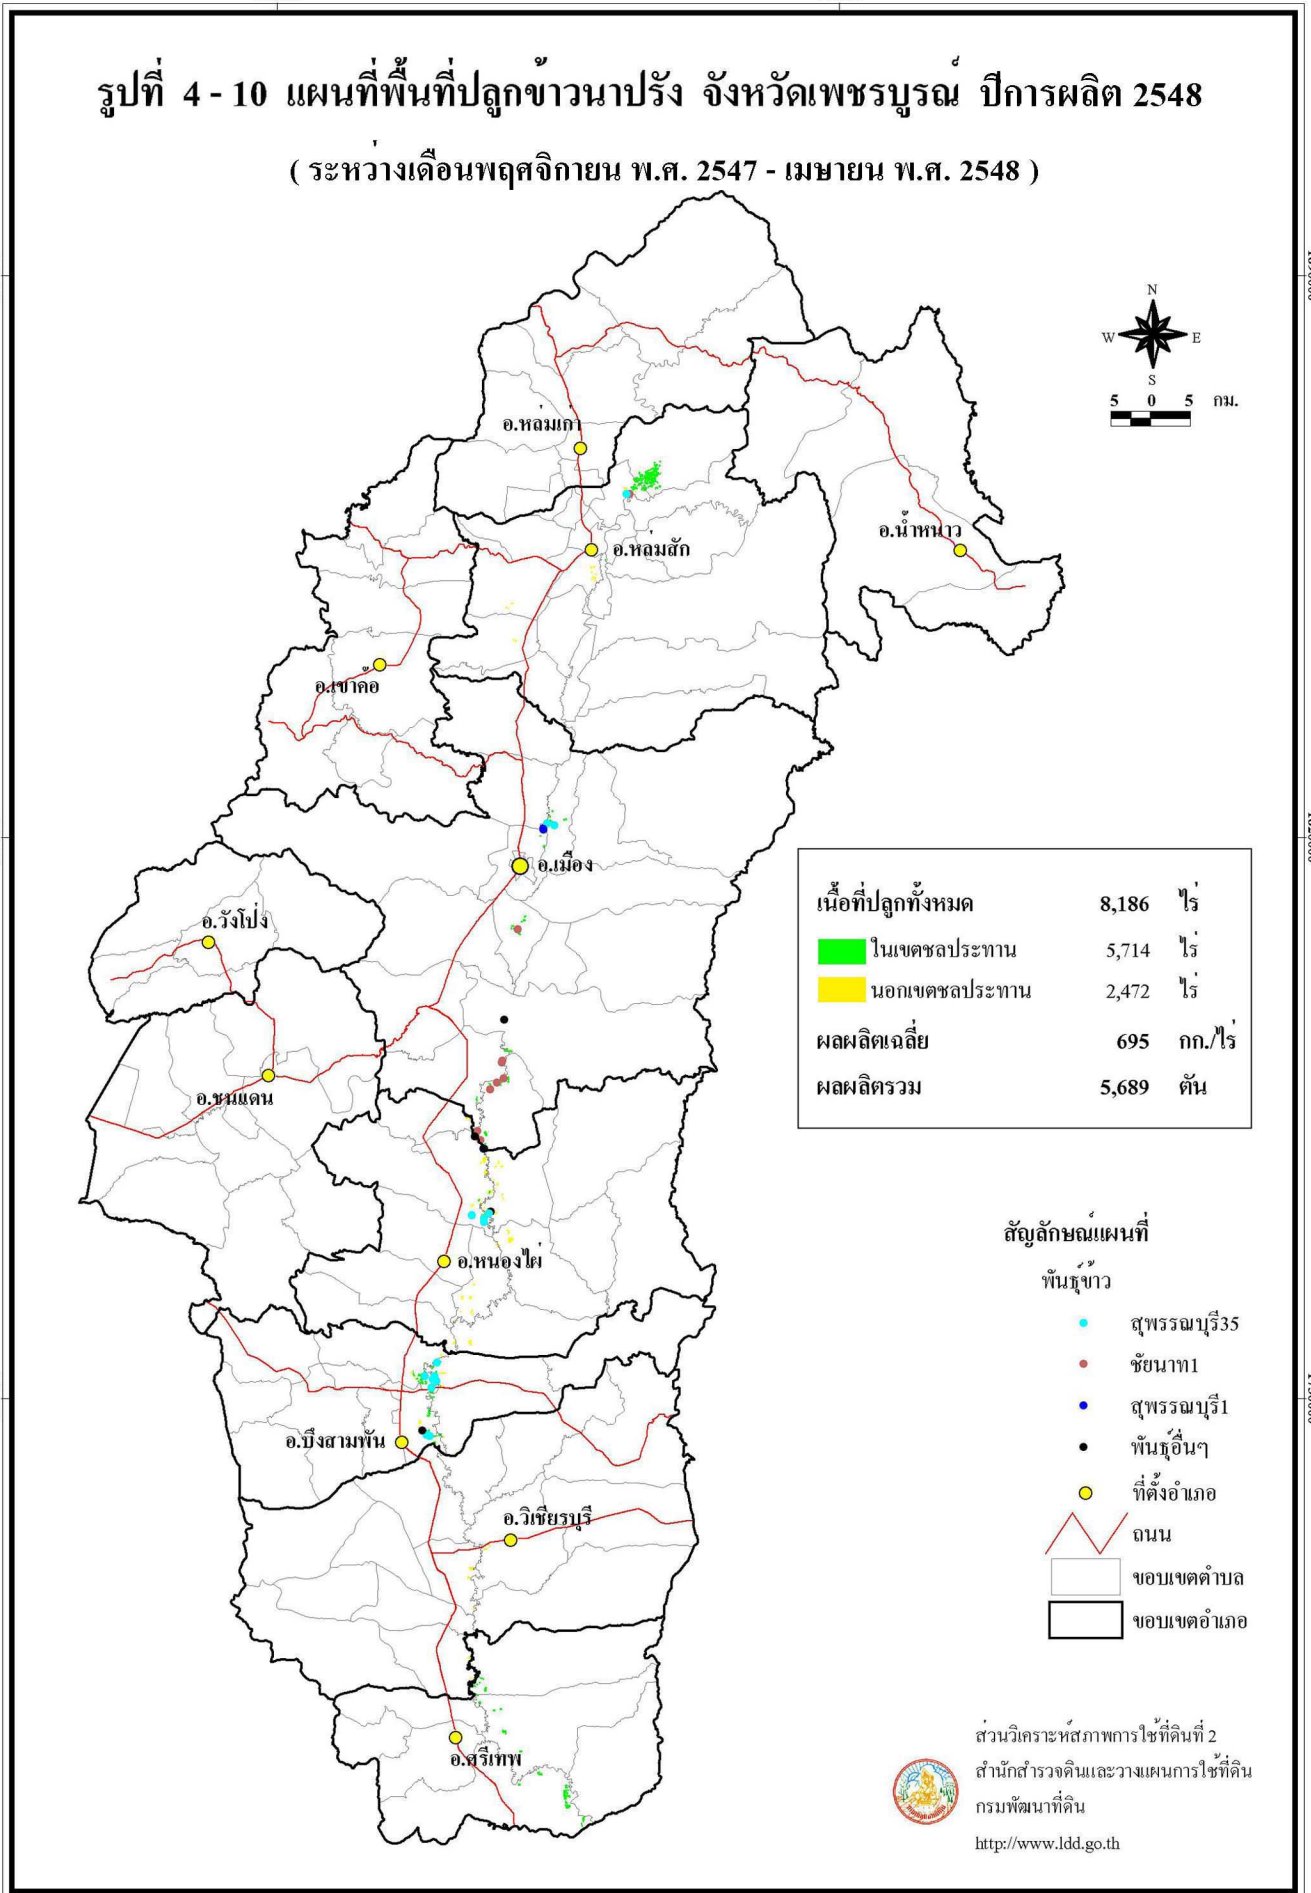 รูปที่ 4 - 10 แผนที่พื้นที่ปลูกข้าวนาปรัง จังหวัดเพชรบูรณ์ ปีการผลิต 2548
( ระหว่างเดือนพฤศจิกายน พ.ศ. 2547 - เมษายน พ.ศ. 2548 )
N
W E
S
5 0 5 กม.
อ.หล่มเก่า
อ.น้ำหนาว
อ.หล่มสัก
อ.เขาค้อ
อ.เมือง
อ.วังโป่ง
อ.ชนแดน
อ.หนองไผ่
อ.บึงสามพัน
อ.วิเชียรบุรี
อ.ศรีเทพ
เนื้อที่ปลูกทั้งหมด 8,186 ไร่
ในเขตชลประทาน 5,714 ไร่
นอกเขตชลประทาน 2,472 ไร่
ผลผลิตเฉลี่ย 695 กก./ไร่
ผลผลิตรวม 5,689 ตัน
สัญลักษณ์แผนที่
พันธุ์ข้าว
สุพรรณบุรี35
ชัยนาท1
สุพรรณบุรี1
พันธุ์อื่นๆ
ที่ตั้งอำเภอ
ถนน
ขอบเขตตำบล
ขอบเขตอำเภอ
ส่วนวิเคราะห์สภาพการใช้ที่ดินที่ 2
สำนักสำรวจดินและวางแผนการใช้ที่ดิน
กรมพัฒนาที่ดิน
http://www.ldd.go.th